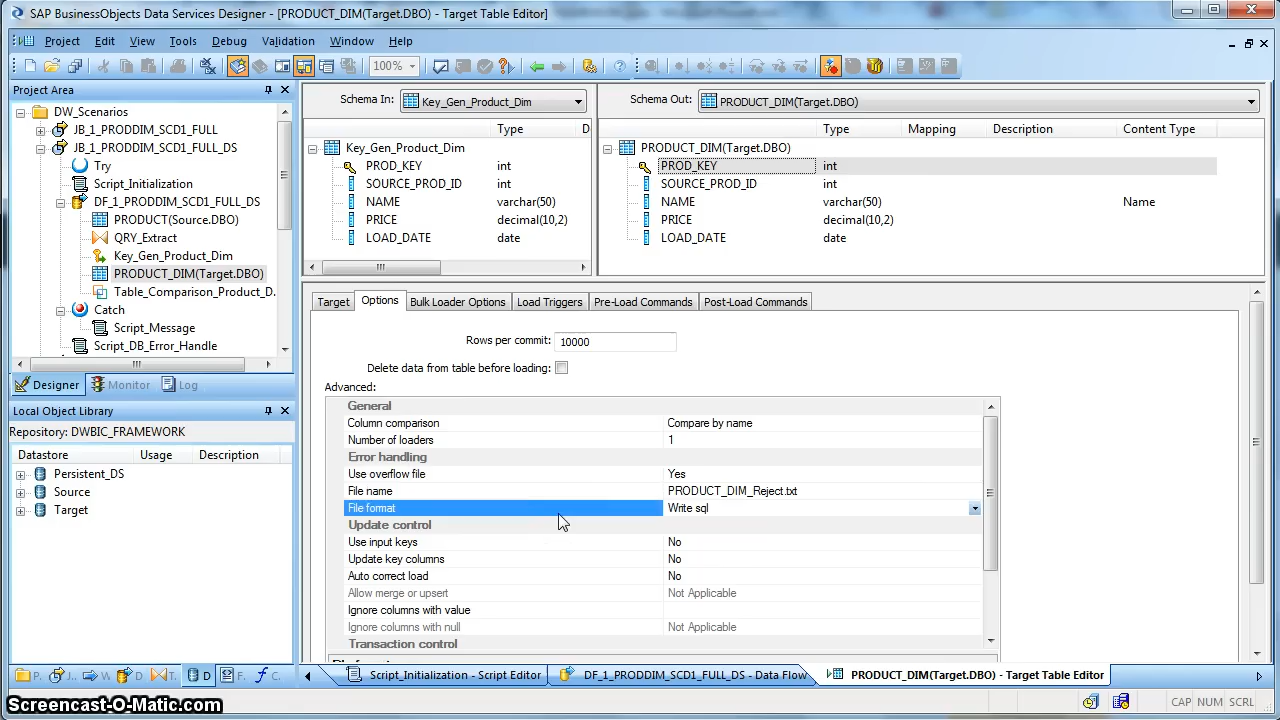 SAP BusinessObjects Data Services Designer - [PRODUCT_DIM(Target.DBO) - Target Table Editor]
Project Edit View Tools Debug Validation Window Help
100%
Project Area
DW_Scenarios
JB_1_PRODDIM_SCD1_FULL
JB_1_PRODDIM_SCD1_FULL_DS
Try
Script_Initialization
DF_1_PRODDIM_SCD1_FULL_DS
PRODUCT(Source.DBO)
QRY_Extract
Key_Gen_Product_Dim
PRODUCT_DIM(Target.DBO)
Table_Comparison_Product_D.
Catch
Script_Message
Script_DB_Error_Handle
Designer Monitor Log
Local Object Library
Repository: DWBIC_FRAMEWORK
Datastore Usage Description
Persistent_DS
Source
Target
P. J. W D. T. D F. C.
Schema In: Key_Gen_Product_Dim
Type D
Key_Gen_Product_Dim
PROD_KEY int
SOURCE_PROD_ID int
NAME varchar(50)
PRICE decimal(10,2)
LOAD_DATE date
Schema Out: PRODUCT_DIM(Target.DBO)
Type Mapping Description Content Type
PRODUCT_DIM(Target.DBO)
PROD_KEY int
SOURCE_PROD_ID int
NAME varchar(50) Name
PRICE decimal(10,2)
LOAD_DATE date
Target Options Bulk Loader Options Load Triggers Pre-Load Commands Post-Load Commands
Rows per commit: 10000
Delete data from table before loading:
Advanced:
General
Column comparison Compare by name
Number of loaders 1
Error handling
Use overflow file Yes
File name PRODUCT_DIM_Reject.txt
File format Write sql
Update control
Use input keys No
Update key columns No
Auto correct load No
Allow merge or upsert Not Applicable
Ignore columns with value
Ignore columns with null Not Applicable
Transaction control
Script_Initialization - Script Editor DF_1_PRODDIM_SCD1_FULL_DS - Data Flow PRODUCT_DIM(Target.DBO) - Target Table Editor
CAP NUM SCRL
Screencast-O-Matic.com